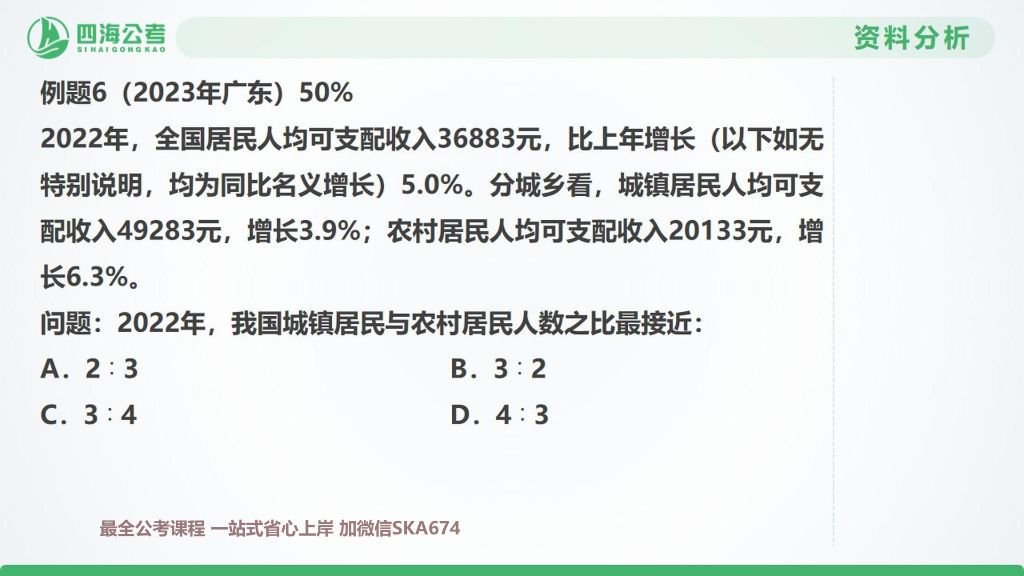 四海公考
SIHAIGONGKAO
资料分析
例题6（2023年广东）50%
2022年，全国居民人均可支配收入36883元，比上年增长（以下如无
特别说明，均为同比名义增长）5.0%。分城乡看，城镇居民人均可支
配收入49283元，增长3.9%；农村居民人均可支配收入20133元，增
长6.3%。
问题：2022年，我国城镇居民与农村居民人数之比最接近：
A．2∶3 B．3∶2
C．3∶4 D．4∶3
最全公考课程 一站式省心上岸 加微信SKA674